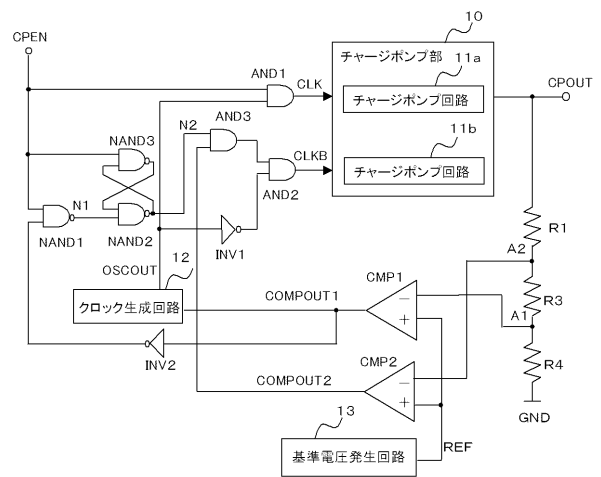 CPEN
10
チャージポンプ部
11a
チャージポンプ回路
CPOUT
AND1
CLK
NAND3
N2
AND3
11b
チャージポンプ回路
CLKB
AND2
N1
NAND1
NAND2
INV1
R1
A2
OSCOUT
12
クロック生成回路
COMPOUT1
CMP1
−
+
R3
A1
INV2
CMP2
COMPOUT2
−
+
R4
GND
13
基準電圧発生回路
REF